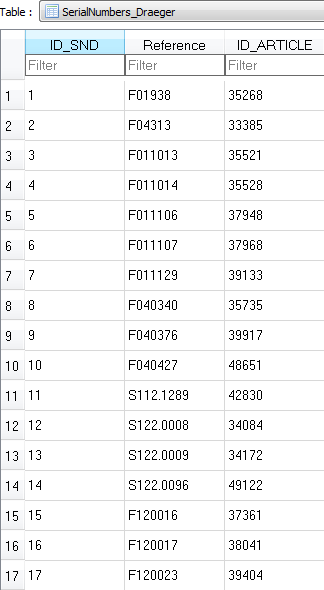 Table : SerialNumbers_Draeger
ID_SND Reference ID_ARTICLE
Filter Filter Filter
1 1 F01938 35268
2 2 F04313 33385
3 3 F011013 35521
4 4 F011014 35528
5 5 F011106 37948
6 6 F011107 37968
7 7 F011129 39133
8 8 F040340 35735
9 9 F040376 39917
10 10 F040427 48651
11 11 S112.1289 42830
12 12 S122.0008 34084
13 13 S122.0009 34172
14 14 S122.0096 49122
15 15 F120016 37361
16 16 F120017 38041
17 17 F120023 39404